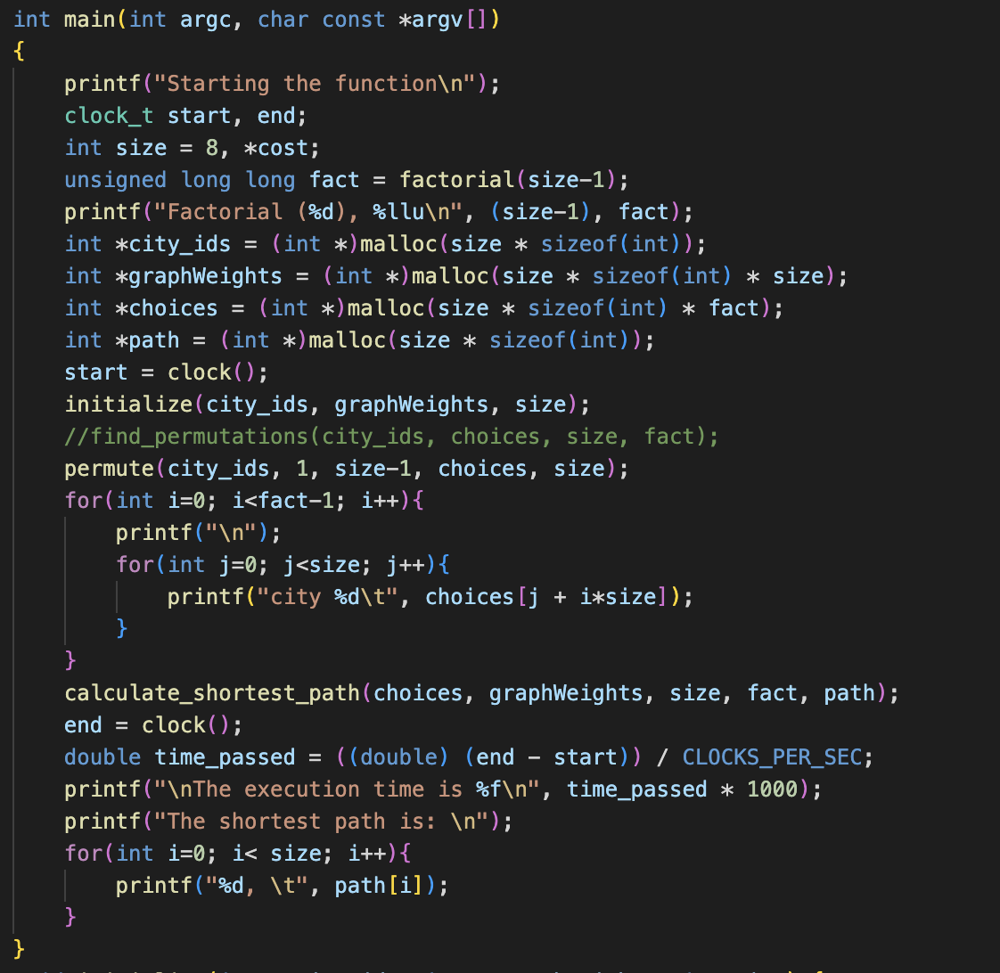 int main(int argc, char const *argv[])
{
    printf("Starting the function\n");
    clock_t start, end;
    int size = 8, *cost;
    unsigned long long fact = factorial(size-1);
    printf("Factorial (%d), %llu\n", (size-1), fact);
    int *city_ids = (int *)malloc(size * sizeof(int));
    int *graphWeights = (int *)malloc(size * sizeof(int) * size);
    int *choices = (int *)malloc(size * sizeof(int) * fact);
    int *path = (int *)malloc(size * sizeof(int));
    start = clock();
    initialize(city_ids, graphWeights, size);
    //find_permutations(city_ids, choices, size, fact);
    permute(city_ids, 1, size-1, choices, size);
    for(int i=0; i<fact-1; i++){
        printf("\n");
        for(int j=0; j<size; j++){
            printf("city %d\t", choices[j + i*size]);
        }
    }
    calculate_shortest_path(choices, graphWeights, size, fact, path);
    end = clock();
    double time_passed = ((double) (end - start)) / CLOCKS_PER_SEC;
    printf("\nThe execution time is %f\n", time_passed * 1000);
    printf("The shortest path is: \n");
    for(int i=0; i< size; i++){
        printf("%d, \t", path[i]);
    }
}